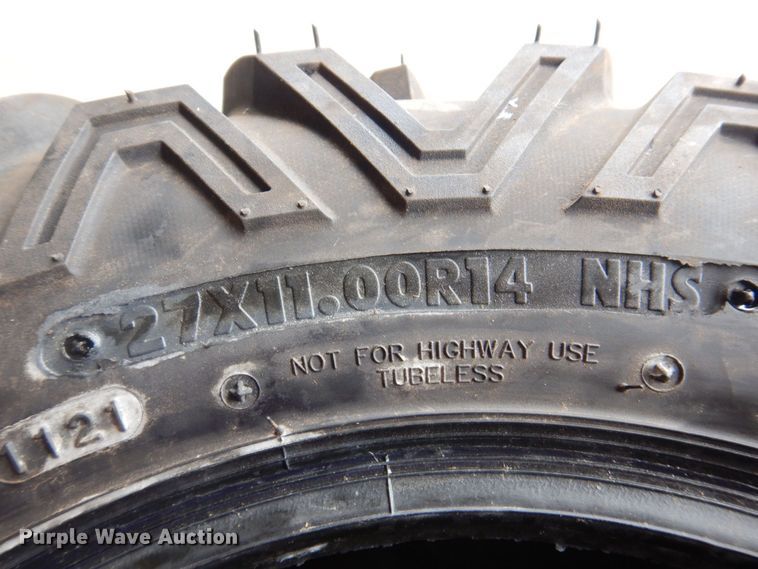 27X11.00R14 NHS
NOT FOR HIGHWAY USE
TUBELESS
1121
Purple Wave Auction